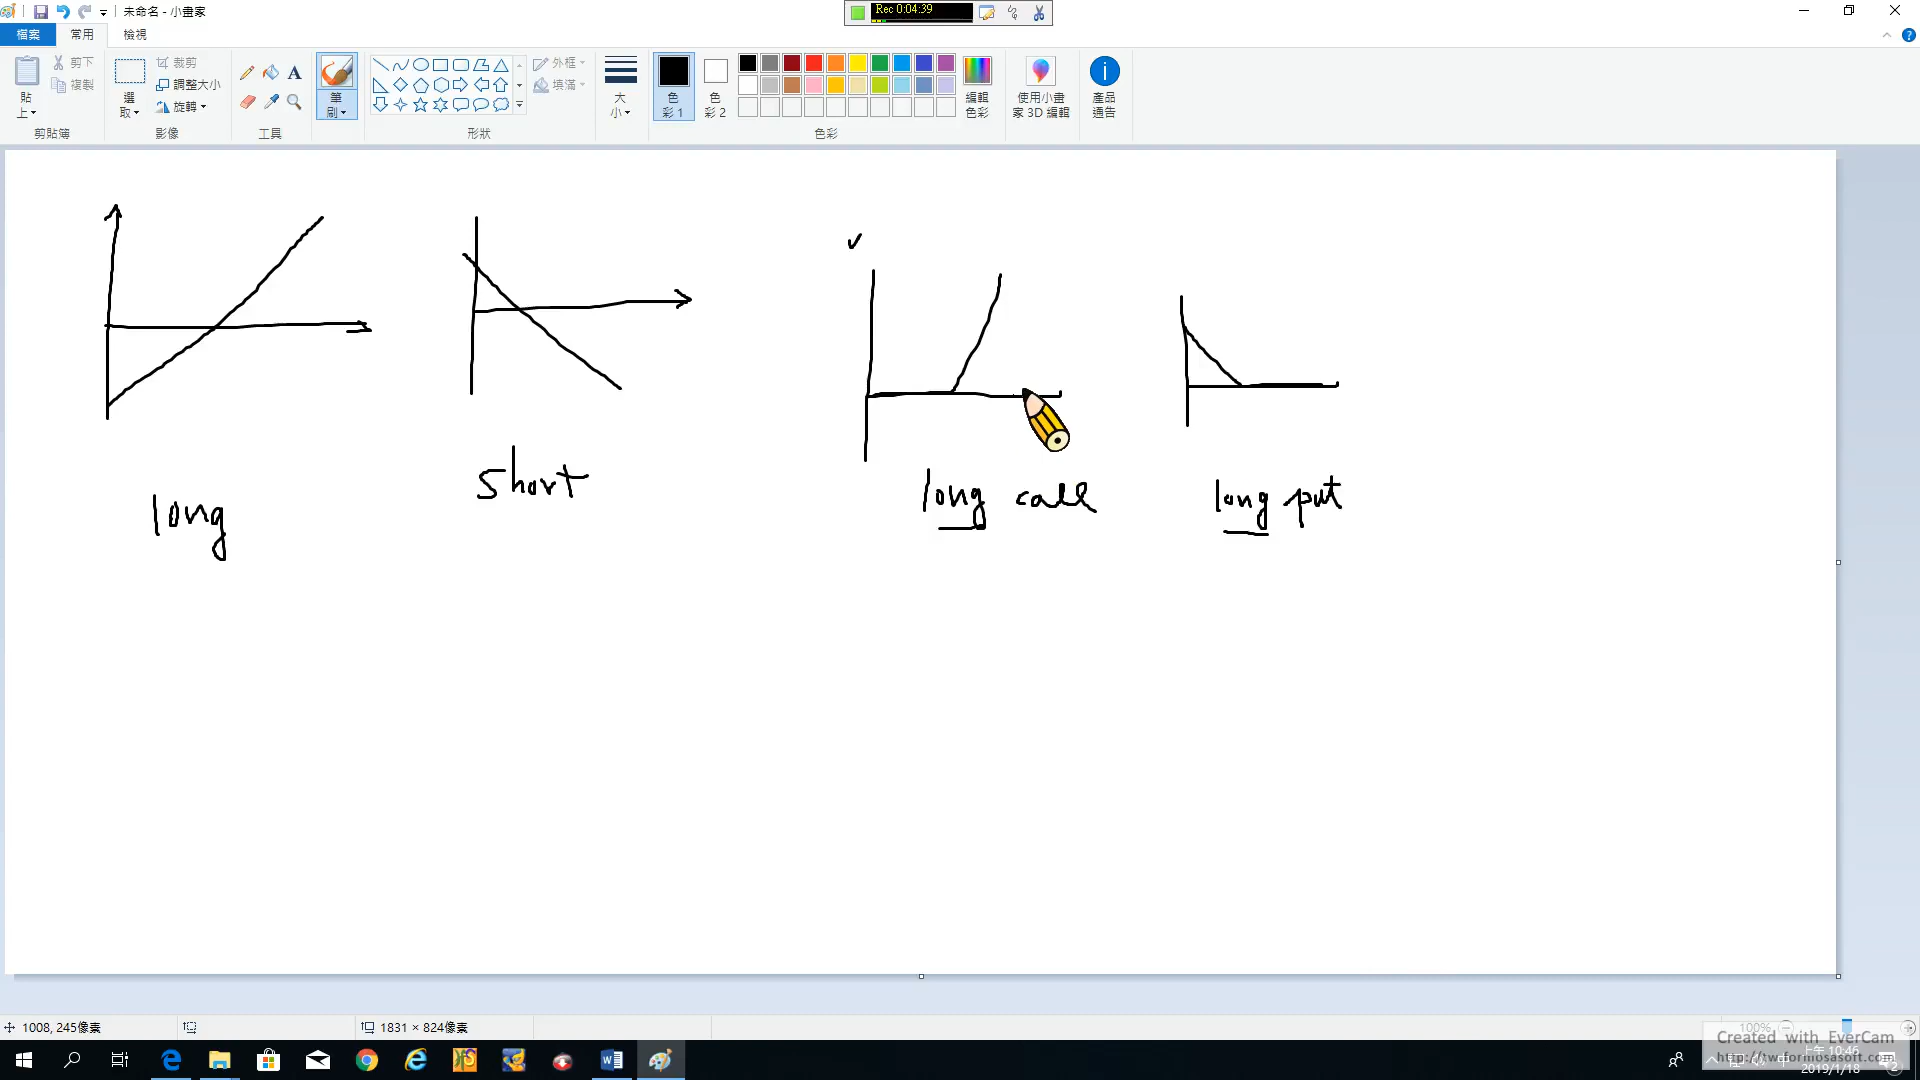 未命名 - 小畫家
Rec 0:04:39
檔案 常用 檢視
貼上 剪下 複製 選取 裁剪 調整大小 旋轉 筆刷 外框 填滿 大小 色彩 1 色彩 2 編輯色彩 使用小畫家 3D 編輯 產品通告
剪貼簿 影像 工具 形狀 色彩
v
long
short
long call
long put
1008, 245像素 1831 × 824像素 100%
Created with EverCam
http://tw.formosasoft.com
上午 10:46
2019/1/18